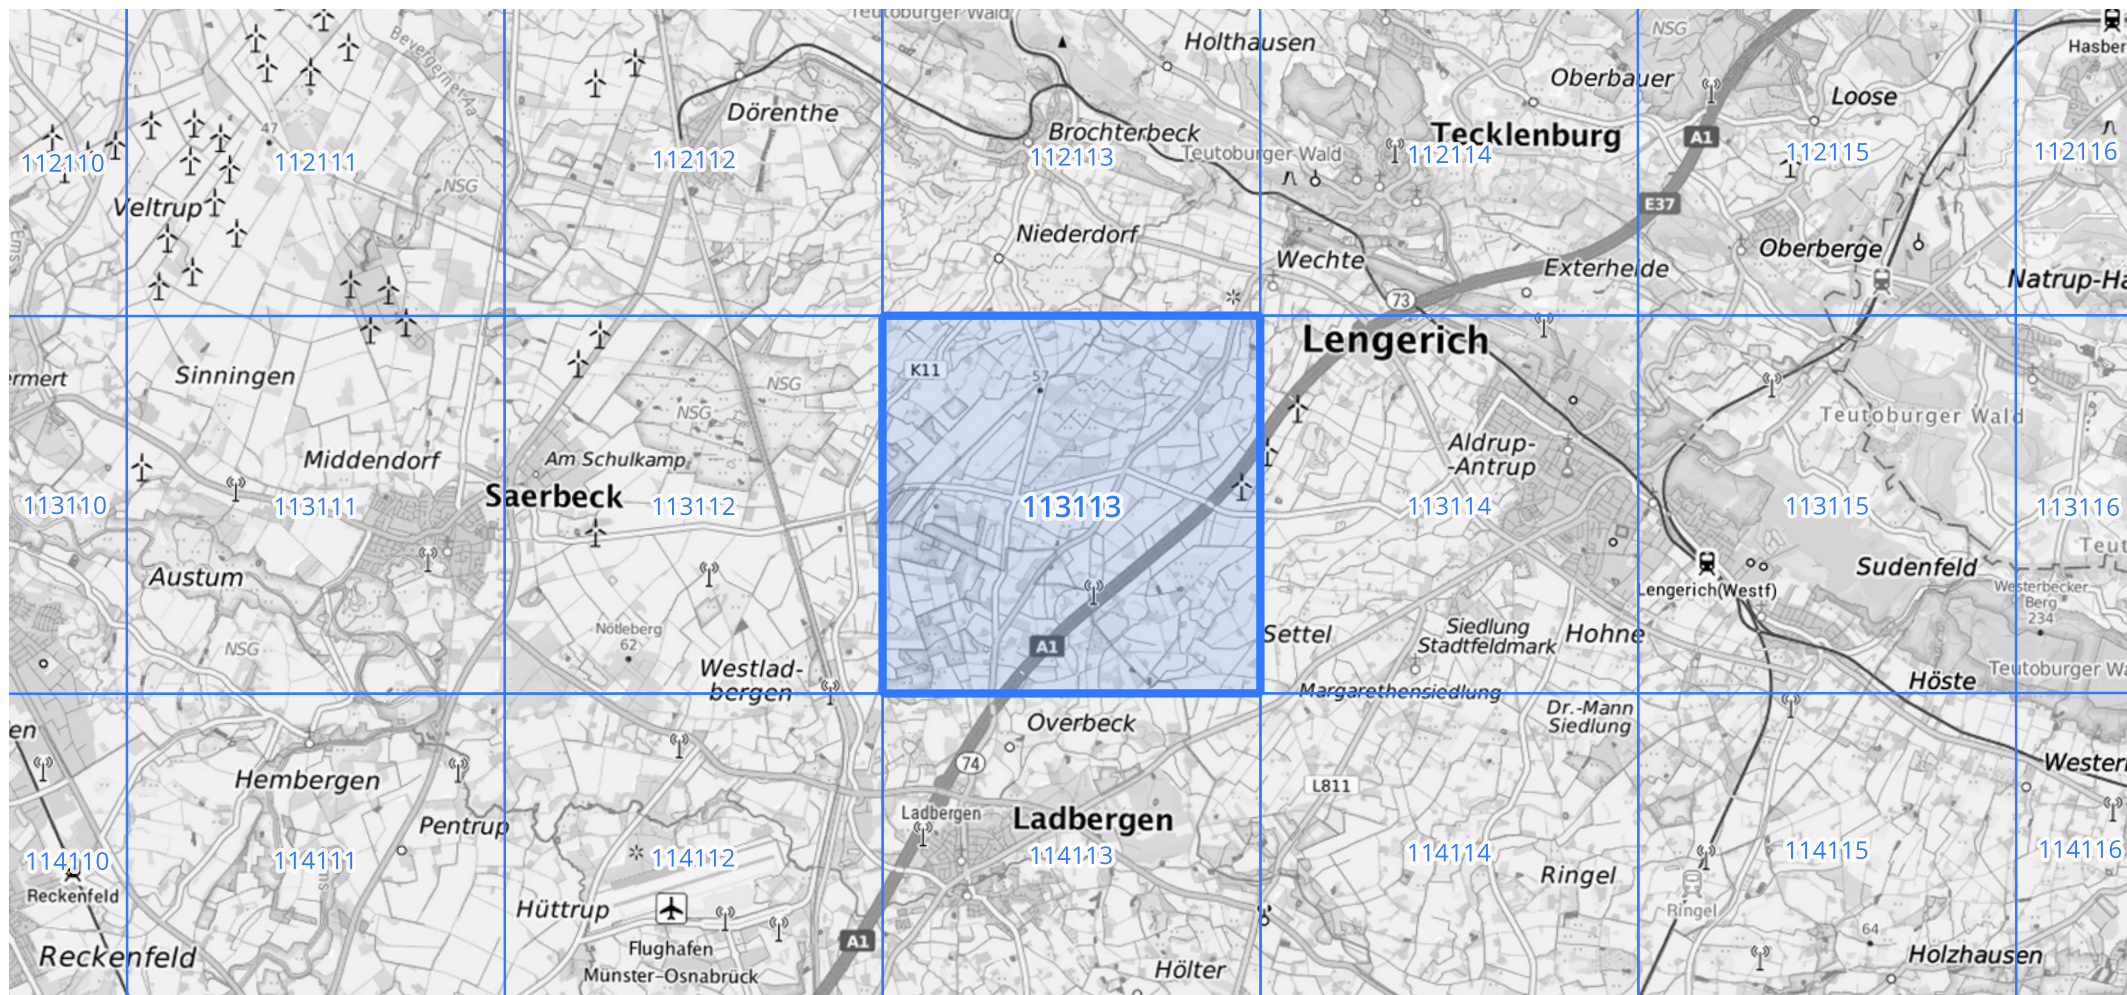 Teutoburger Wald
Holthausen
NSG
Hasber
Bevergerner Aa
Oberbauer
Loose
Dörenthe
47
Brochterbeck
Tecklenburg
A1
112110
112111
112112
112113
Teutoburger Wald
112114
112115
112116
NSG
Veltrup
Ems
E37
Niederdorf
Wechte
Exterheide
Oberberge
Natrup-Ha
73
Lengerich
ermert
Sinningen
K11
57
NSG
NSG
Teutoburger Wald
Middendorf
Am Schulkamp
Aldrup-
-Antrup
Saerbeck
113110
113111
113112
113113
113114
113115
113116
Teut
Austum
Sudenfeld
Lengerich(Westf)
Westerbecker
Berg
234
NSG
Nötleberg
62
A1
Settel
Siedlung
Stadtfeldmark
Hohne
Westlad-
bergen
Teutoburger Wa
Höste
Margarethensiedlung
Overbeck
Dr.-Mann
Siedlung
en
Hembergen
74
L811
Western
Pentrup
Ladbergen
Ladbergen
114110
114111
114112
114113
114114
114115
114116
Reckenfeld
Hüttrup
Ringel
Ringel
Flughafen
Münster-Osnabrück
A1
64
Reckenfeld
Hölter
Holzhausen